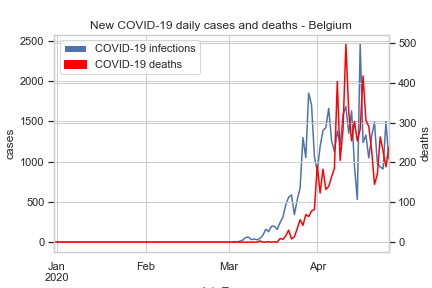 New COVID-19 daily cases and deaths - Belgium
COVID-19 infections
COVID-19 deaths
2500
2000
1500
1000
500
0
cases
500
400
300
200
100
0
deaths
Jan
2020
Feb
Mar
Apr